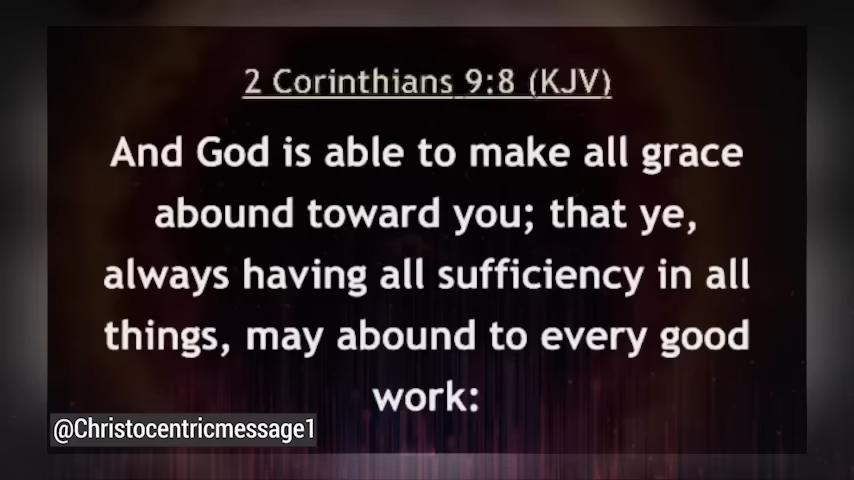 2 Corinthians 9:8 (KJV)
And God is able to make all grace
abound toward you; that ye,
always having all sufficiency in all
things, may abound to every good
work:
@Christocentricmessage1